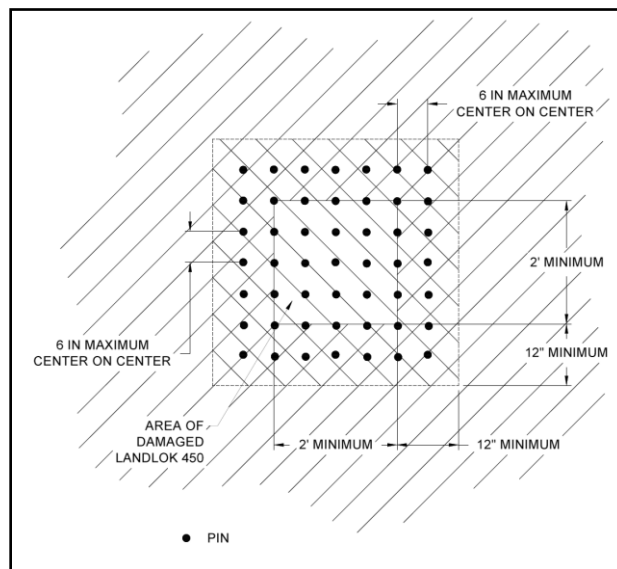 6 IN MAXIMUM
CENTER ON CENTER
2' MINIMUM
6 IN MAXIMUM
CENTER ON CENTER
12" MINIMUM
AREA OF
DAMAGED
LANDLOK 450
2' MINIMUM
12" MINIMUM
PIN